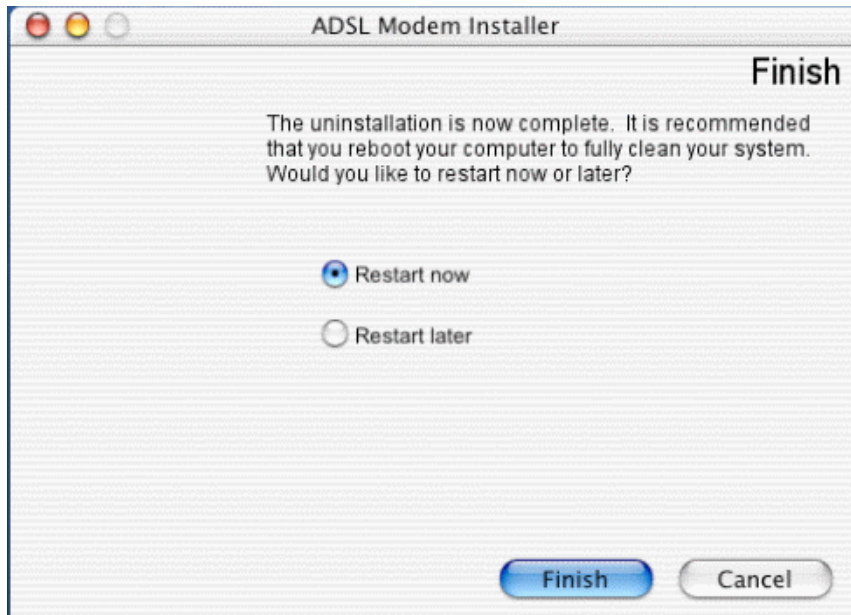 ADSL Modem Installer
Finish
The uninstallation is now complete. It is recommended
that you reboot your computer to fully clean your system.
Would you like to restart now or later?
Restart now
Restart later
Finish
Cancel